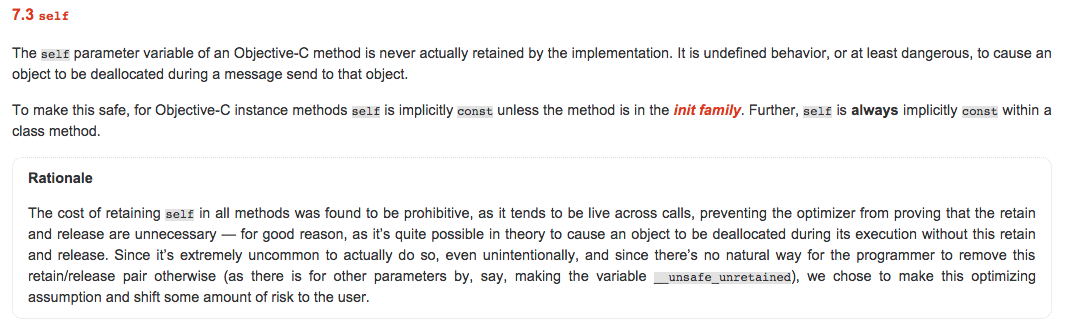 7.3 self
The self parameter variable of an Objective-C method is never actually retained by the implementation. It is undefined behavior, or at least dangerous, to cause an
object to be deallocated during a message send to that object.
To make this safe, for Objective-C instance methods self is implicitly const unless the method is in the init family. Further, self is always implicitly const within a
class method.
Rationale
The cost of retaining self in all methods was found to be prohibitive, as it tends to be live across calls, preventing the optimizer from proving that the retain
and release are unnecessary — for good reason, as it's quite possible in theory to cause an object to be deallocated during its execution without this retain
and release. Since it's extremely uncommon to actually do so, even unintentionally, and since there's no natural way for the programmer to remove this
retain/release pair otherwise (as there is for other parameters by, say, making the variable __unsafe_unretained), we chose to make this optimizing
assumption and shift some amount of risk to the user.